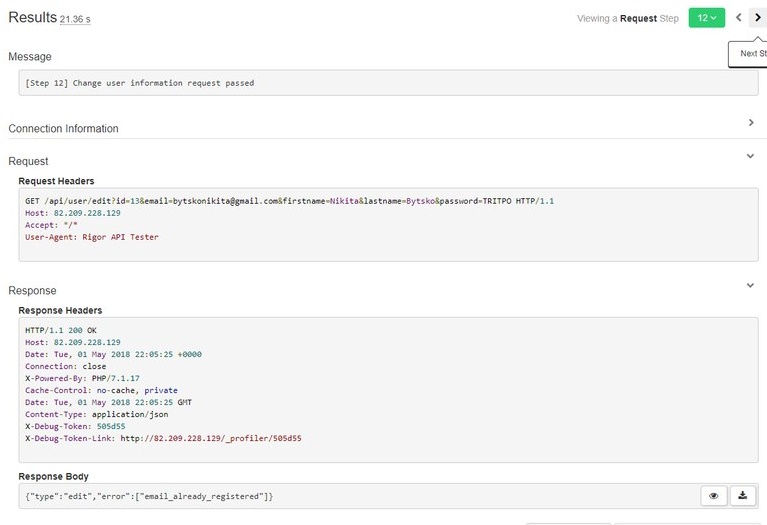 Results 21.36 s
Viewing a Request Step 12
Next St
Message
[Step 12] Change user information request passed
Connection Information
Request
Request Headers
GET /api/user/edit?id=13&email=bytskonikita@gmail.com&firstname=Nikita&lastname=Bytsko&password=TRITPO HTTP/1.1
Host: 82.209.228.129
Accept: "/"
User-Agent: Rigor API Tester
Response
Response Headers
HTTP/1.1 200 OK
Host: 82.209.228.129
Date: Tue, 01 May 2018 22:05:25 +0000
Connection: close
X-Powered-By: PHP/7.1.17
Cache-Control: no-cache, private
Date: Tue, 01 May 2018 22:05:25 GMT
Content-Type: application/json
X-Debug-Token: 505d55
X-Debug-Token-Link: http://82.209.228.129/_profiler/505d55
Response Body
{"type":"edit","error":["email_already_registered"]}